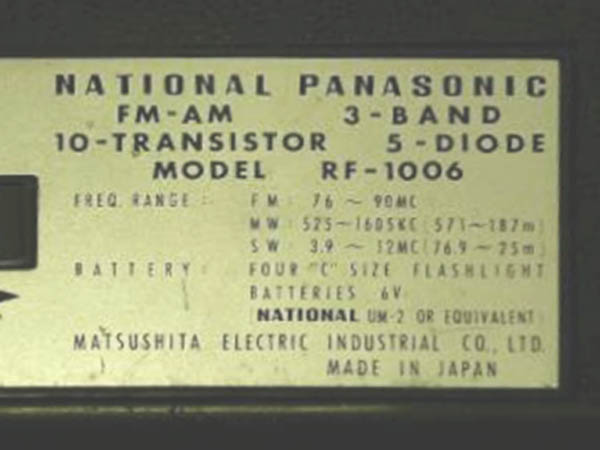 NATIONAL PANASONIC
FM-AM 3-BAND
10-TRANSISTOR 5-DIODE
MODEL RF-1006
FREQ. RANGE : FM : 76 ~ 90MC
MW : 525~1605KC (571~187m)
SW : 3.9 ~ 12MC (76.9 ~ 25m)
BATTERY : FOUR "C" SIZE FLASHLIGHT
BATTERIES 6V
(NATIONAL UM-2 OR EQUIVALENT)
MATSUSHITA ELECTRIC INDUSTRIAL CO., LTD.
MADE IN JAPAN